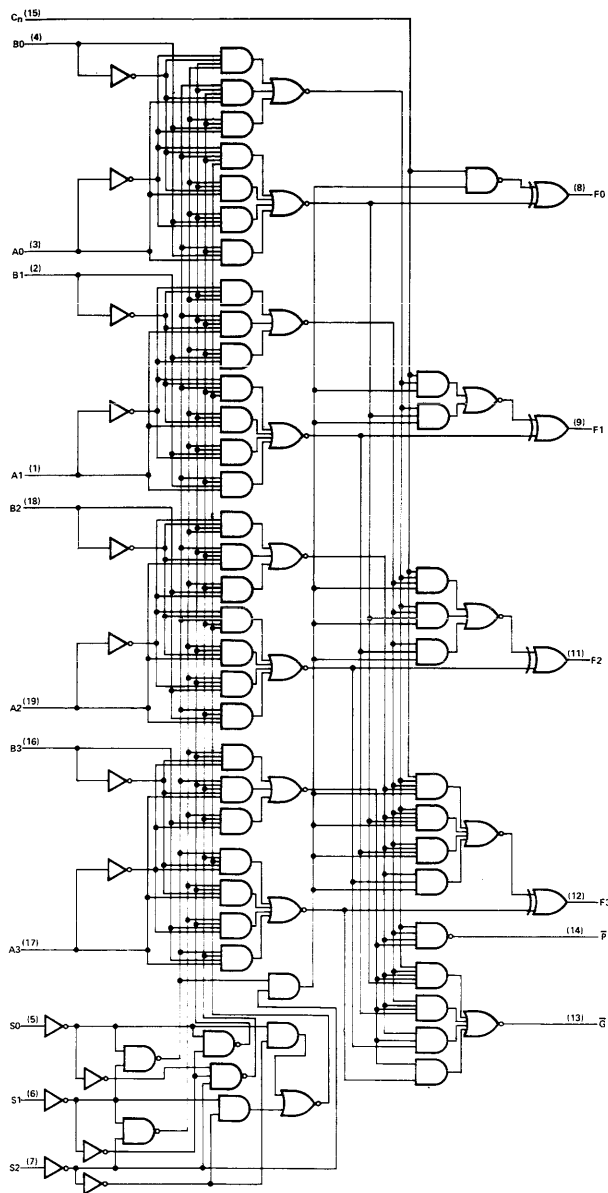 Cn (15)
B0 (4)
(8) F0
A0 (3)
B1 (2)
(9) F1
A1 (1)
B2 (18)
(11) F2
A2 (19)
B3 (16)
(12) F3
(14) P̅
A3 (17)
(13) G̅
S0 (5)
S1 (6)
S2 (7)